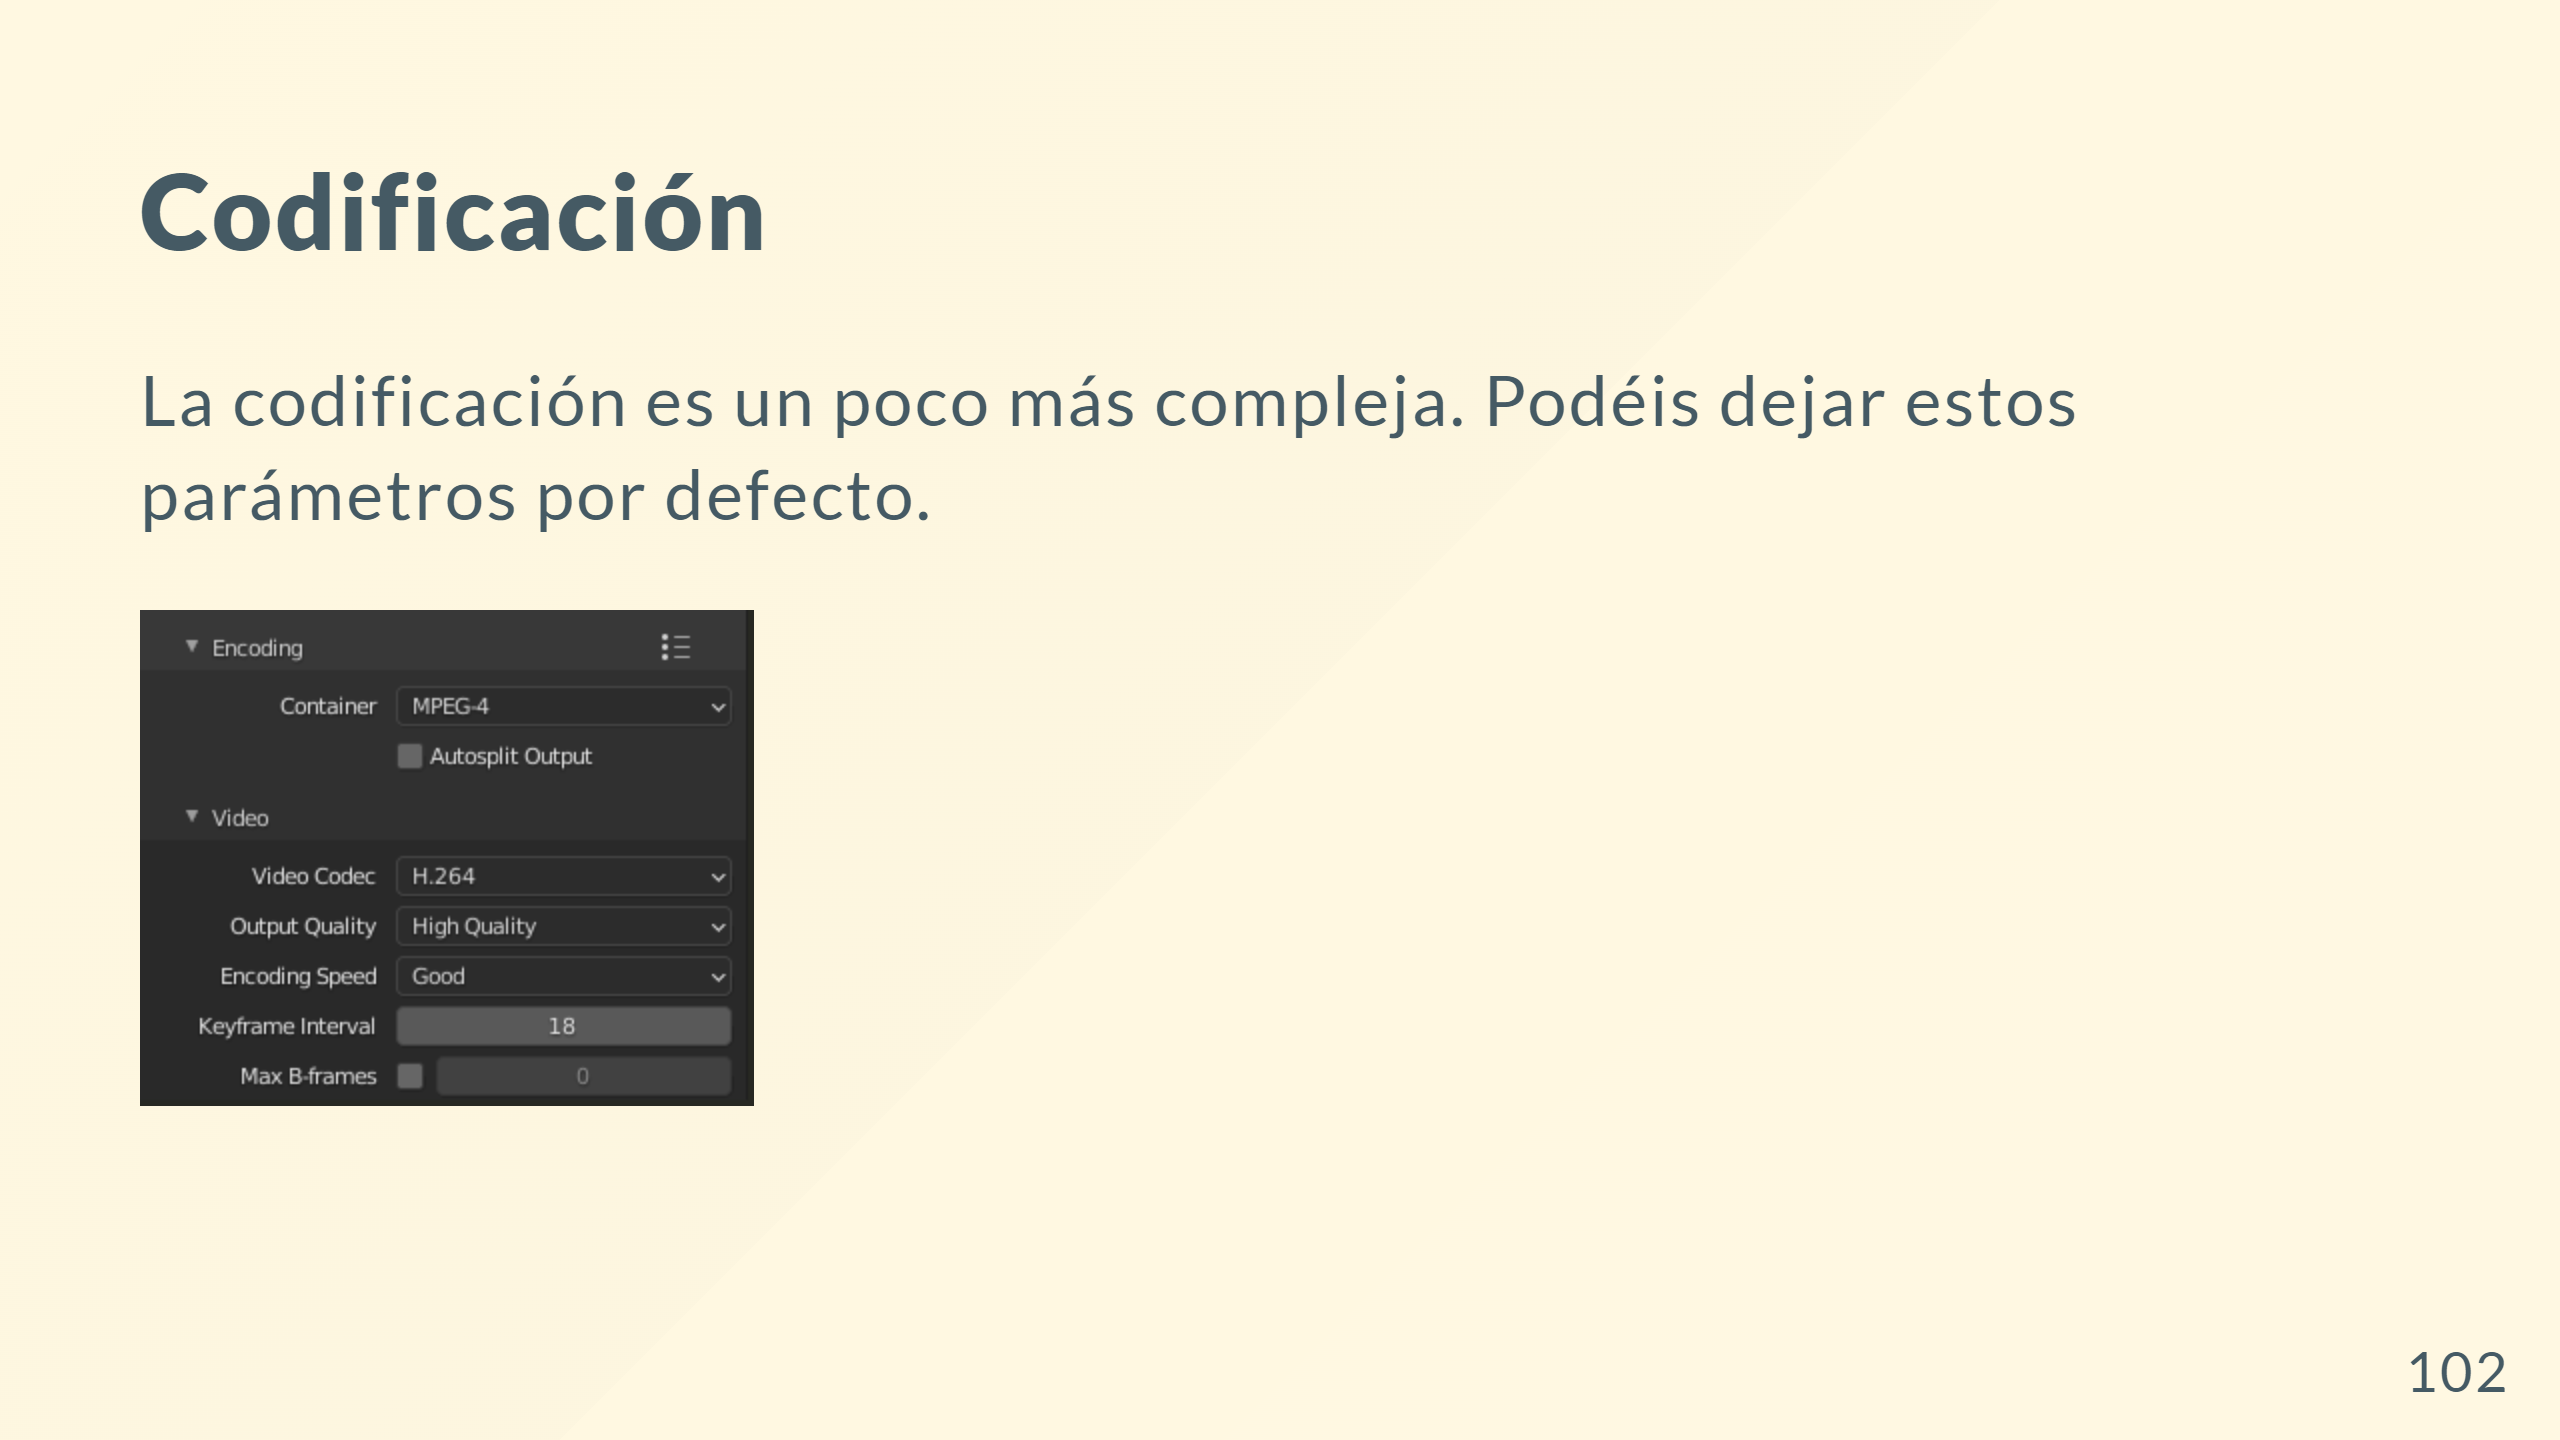 Codificación
La codificación es un poco más compleja. Podéis dejar estos
parámetros por defecto.
Encoding
Container MPEG-4
Autosplit Output
Video
Video Codec H.264
Output Quality High Quality
Encoding Speed Good
Keyframe Interval 18
Max B-frames 0
102